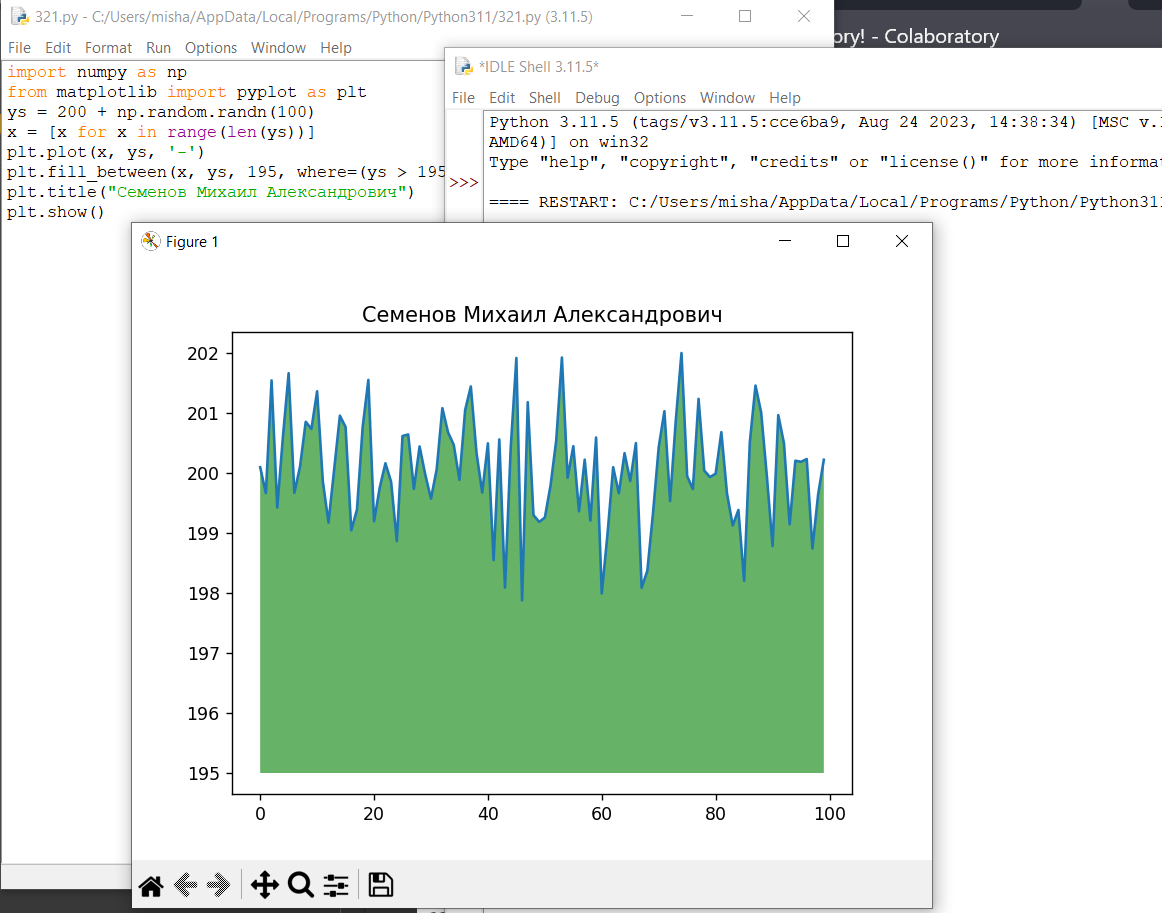 321.py - C:/Users/misha/AppData/Local/Programs/Python/Python311/321.py (3.11.5)
File Edit Format Run Options Window Help
import numpy as np
from matplotlib import pyplot as plt
ys = 200 + np.random.randn(100)
x = [x for x in range(len(ys))]
plt.plot(x, ys, '-')
plt.fill_between(x, ys, 195, where=(ys > 195
plt.title("Семенов Михаил Александрович")
plt.show()
ory! - Colaboratory
*IDLE Shell 3.11.5*
File Edit Shell Debug Options Window Help
Python 3.11.5 (tags/v3.11.5:cce6ba9, Aug 24 2023, 14:38:34) [MSC v.1
AMD64)] on win32
Type "help", "copyright", "credits" or "license()" for more informat
>>>
==== RESTART: C:/Users/misha/AppData/Local/Programs/Python/Python311
Figure 1
Семенов Михаил Александрович
202
201
200
199
198
197
196
195
0 20 40 60 80 100